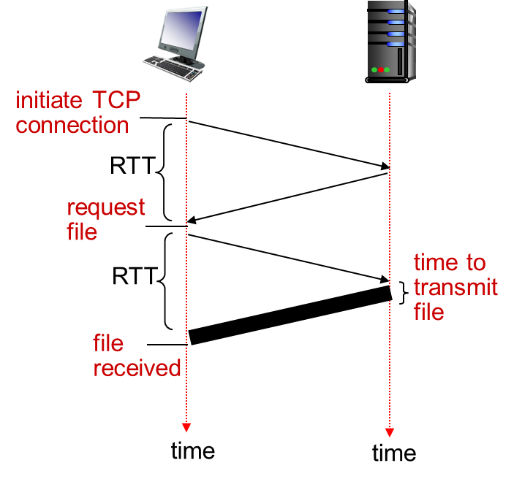 initiate TCP
connection
RTT
request
file
RTT
time to
transmit
file
file
received
time
time